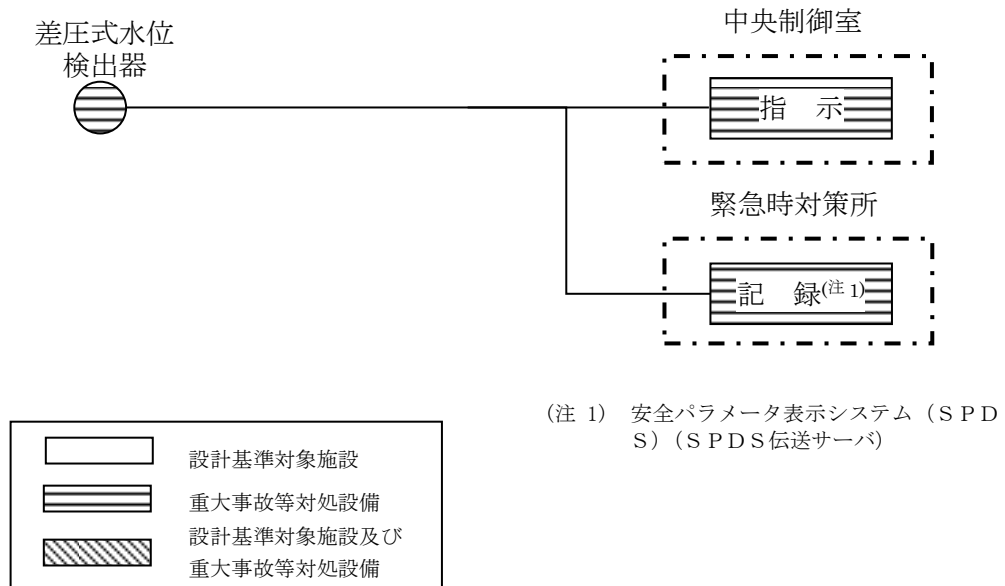 差圧式水位
検出器
中央制御室
指 示
緊急時対策所
記 録(注 1)
(注 1) 安全パラメータ表示システム(SPD
S)(SPDS伝送サーバ)
設計基準対象施設
重大事故等対処設備
設計基準対象施設及び
重大事故等対処設備